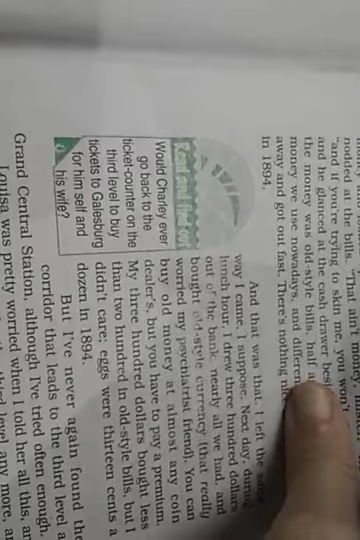 nodded at the bills. "That ain't money,
"and if you're trying to skin me, you won't
and he glanced at the cash drawer
the money was old-style bills, half
money we use nowadays, and different
away and got out fast. There's nothing
in 1894.
And that was that. I left the same
way I came, I suppose. Next day, during
lunch hour, I drew three hundred dollars
out of the bank, nearly all we had, and
bought old-style currency (that really
worried my psychiatrist friend). You can
buy old money at almost any coin
dealer's, but you have to pay a premium.
My three hundred dollars bought less
than two hundred in old-style bills, but I
didn't care; eggs were thirteen cents a
dozen in 1894.
Read and find out
Would Charley ever
go back to the
ticket-counter on the
third level to buy
tickets to Galesburg
for him self and
his wife?
But I've never again found the
corridor that leads to the third level a
Grand Central Station, although I've tried often enough.
Louisa was pretty worried when I told her all this, an
third level any more, a